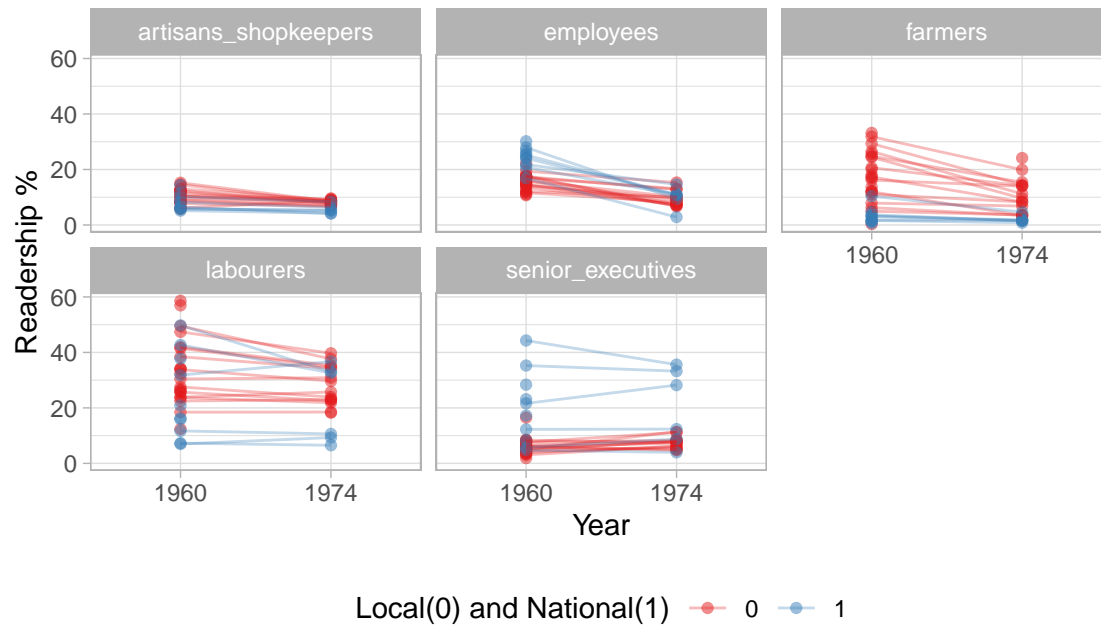 artisans_shopkeepers employees farmers
60
40
20
0
1960 1974
labourers senior_executives
60
40
20
0
1960 1974 1960 1974
Readership %
Year
Local(0) and National(1) 0 1